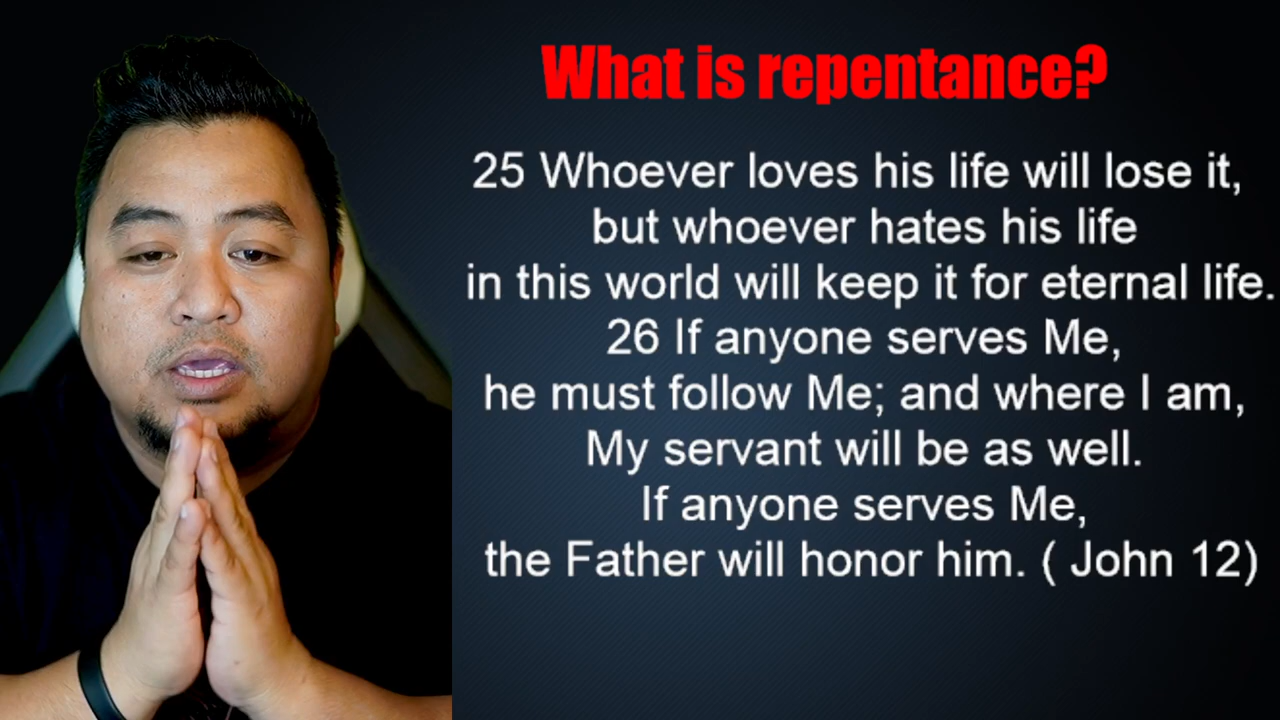 What is repentance?
25 Whoever loves his life will lose it,
but whoever hates his life
in this world will keep it for eternal life.
26 If anyone serves Me,
he must follow Me; and where I am,
My servant will be as well.
If anyone serves Me,
the Father will honor him. ( John 12)